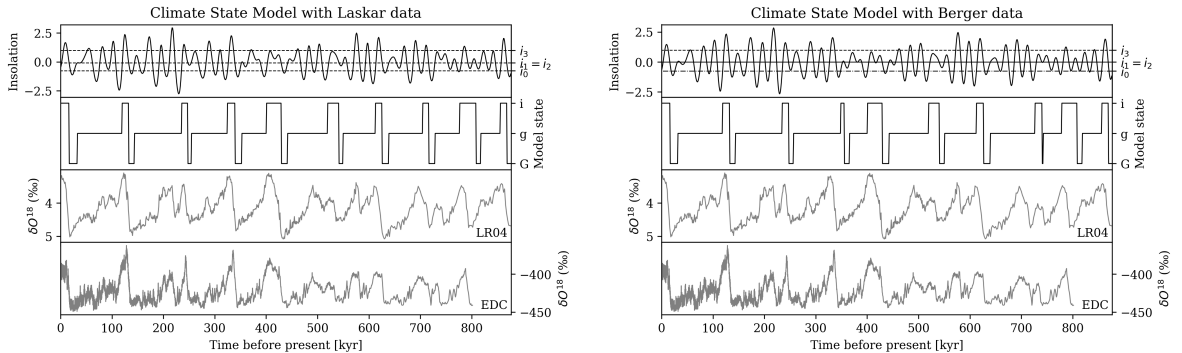 Climate State Model with Laskar data
2.5
0.0
−2.5
Insolation
i₃
i₁ = i₂
i₀
i
g
G
Model state
4
5
δO¹⁸ (‰)
LR04
−400
−450
δO¹⁸ (‰)
EDC
0 100 200 300 400 500 600 700 800
Time before present [kyr]
Climate State Model with Berger data
2.5
0.0
−2.5
Insolation
i₃
i₁ = i₂
i₀
i
g
G
Model state
4
5
δO¹⁸ (‰)
LR04
−400
−450
δO¹⁸ (‰)
EDC
0 100 200 300 400 500 600 700 800
Time before present [kyr]